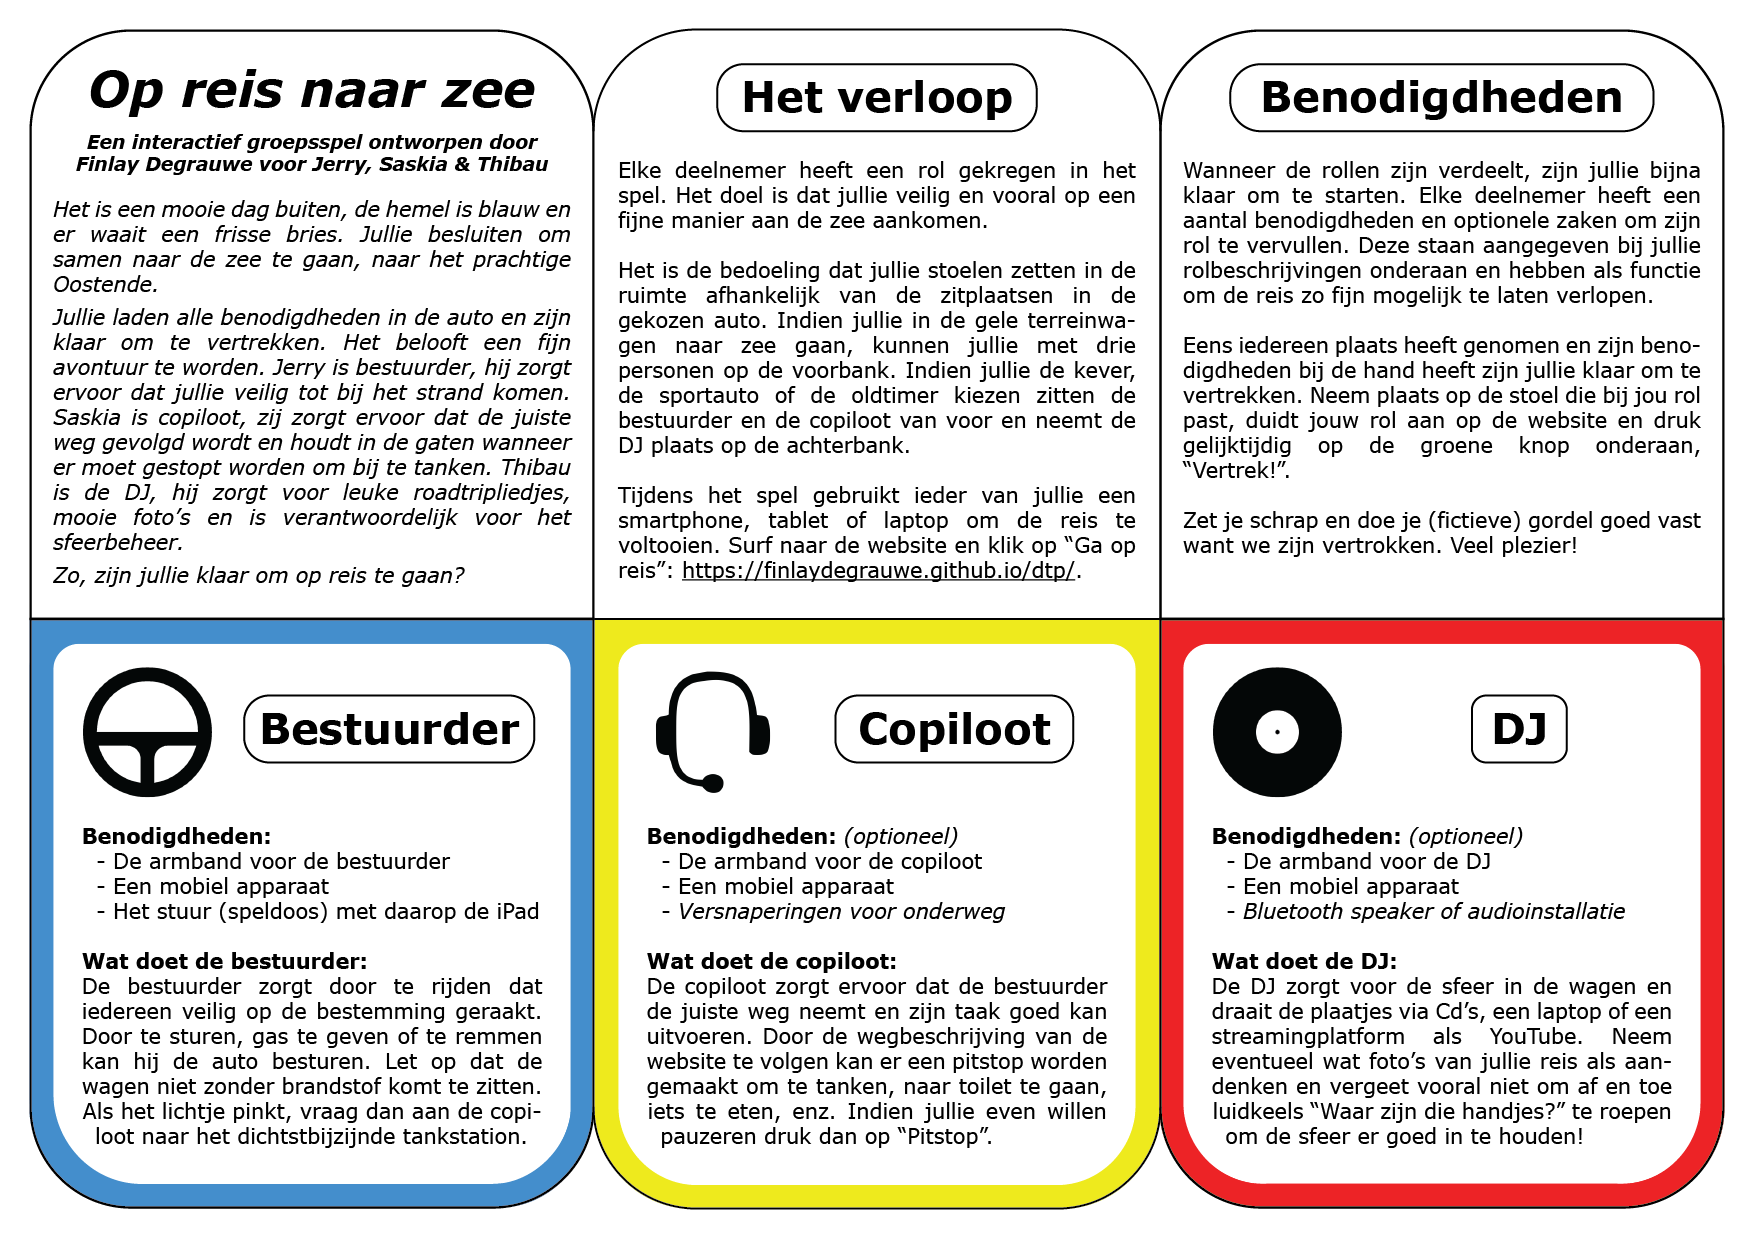 Op reis naar zee
Een interactief groepsspel ontworpen door
Finlay Degrauwe voor Jerry, Saskia & Thibau
Het is een mooie dag buiten, de hemel is blauw en
er waait een frisse bries. Jullie besluiten om
samen naar de zee te gaan, naar het prachtige
Oostende.
Jullie laden alle benodigdheden in de auto en zijn
klaar om te vertrekken. Het belooft een fijn
avontuur te worden. Jerry is bestuurder, hij zorgt
ervoor dat jullie veilig tot bij het strand komen.
Saskia is copiloot, zij zorgt ervoor dat de juiste
weg gevolgd wordt en houdt in de gaten wanneer
er moet gestopt worden om bij te tanken. Thibau
is de DJ, hij zorgt voor leuke roadtripliedjes,
mooie foto’s en is verantwoordelijk voor het
sfeerbeheer.
Zo, zijn jullie klaar om op reis te gaan?
Het verloop
Elke deelnemer heeft een rol gekregen in het
spel. Het doel is dat jullie veilig en vooral op een
fijne manier aan de zee aankomen.
Het is de bedoeling dat jullie stoelen zetten in de
ruimte afhankelijk van de zitplaatsen in de
gekozen auto. Indien jullie in de gele terreinwa-
gen naar zee gaan, kunnen jullie met drie
personen op de voorbank. Indien jullie de kever,
de sportauto of de oldtimer kiezen zitten de
bestuurder en de copiloot van voor en neemt de
DJ plaats op de achterbank.
Tijdens het spel gebruikt ieder van jullie een
smartphone, tablet of laptop om de reis te
voltooien. Surf naar de website en klik op “Ga op
reis”: https://finlaydegrauwe.github.io/dtp/.
Benodigdheden
Wanneer de rollen zijn verdeelt, zijn jullie bijna
klaar om te starten. Elke deelnemer heeft een
aantal benodigdheden en optionele zaken om zijn
rol te vervullen. Deze staan aangegeven bij jullie
rolbeschrijvingen onderaan en hebben als functie
om de reis zo fijn mogelijk te laten verlopen.
Eens iedereen plaats heeft genomen en zijn beno-
digdheden bij de hand heeft zijn jullie klaar om te
vertrekken. Neem plaats op de stoel die bij jou rol
past, duidt jouw rol aan op de website en druk
gelijktijdig op de groene knop onderaan,
“Vertrek!”.
Zet je schrap en doe je (fictieve) gordel goed vast
want we zijn vertrokken. Veel plezier!
Bestuurder
Benodigdheden:
- De armband voor de bestuurder
- Een mobiel apparaat
- Het stuur (speldoos) met daarop de iPad
Wat doet de bestuurder:
De bestuurder zorgt door te rijden dat
iedereen veilig op de bestemming geraakt.
Door te sturen, gas te geven of te remmen
kan hij de auto besturen. Let op dat de
wagen niet zonder brandstof komt te zitten.
Als het lichtje pinkt, vraag dan aan de copi-
loot naar het dichtstbijzijnde tankstation.
Copiloot
Benodigdheden: (optioneel)
- De armband voor de copiloot
- Een mobiel apparaat
- Versnaperingen voor onderweg
Wat doet de copiloot:
De copiloot zorgt ervoor dat de bestuurder
de juiste weg neemt en zijn taak goed kan
uitvoeren. Door de wegbeschrijving van de
website te volgen kan er een pitstop worden
gemaakt om te tanken, naar toilet te gaan,
iets te eten, enz. Indien jullie even willen
pauzeren druk dan op “Pitstop”.
DJ
Benodigdheden: (optioneel)
- De armband voor de DJ
- Een mobiel apparaat
- Bluetooth speaker of audioinstallatie
Wat doet de DJ:
De DJ zorgt voor de sfeer in de wagen en
draait de plaatjes via Cd’s, een laptop of een
streamingplatform als YouTube. Neem
eventueel wat foto’s van jullie reis als aan-
denken en vergeet vooral niet om af en toe
luidkeels “Waar zijn die handjes?” te roepen
om de sfeer er goed in te houden!